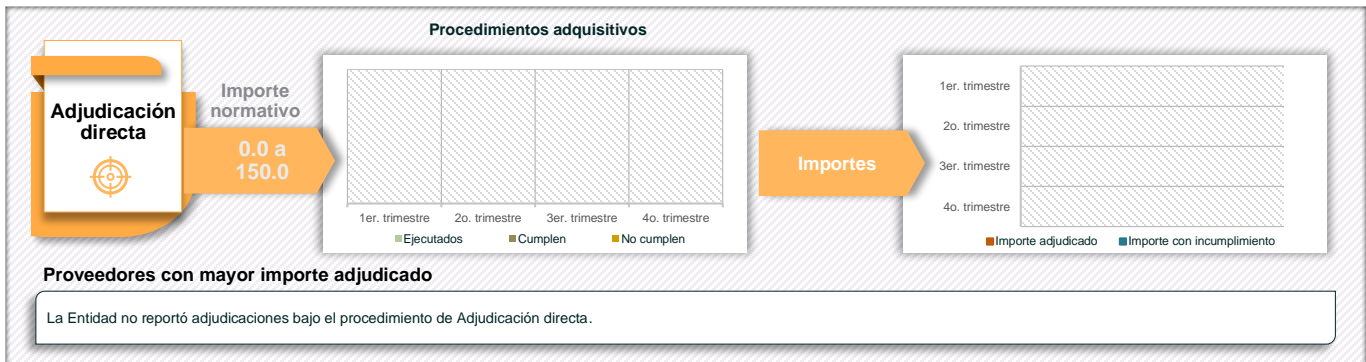 Procedimientos adquisitivos
Adjudicación
directa
Importe
normativo
0.0 a
150.0
1er. trimestre 2o. trimestre 3er. trimestre 4o. trimestre
Ejecutados Cumplen No cumplen
Importes
1er. trimestre
2o. trimestre
3er. trimestre
4o. trimestre
Importe adjudicado Importe con incumplimiento
Proveedores con mayor importe adjudicado
La Entidad no reportó adjudicaciones bajo el procedimiento de Adjudicación directa.